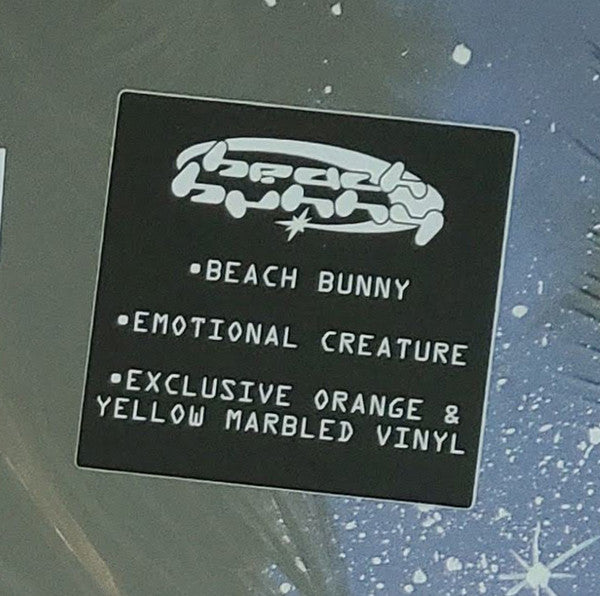 beach
bunny
•BEACH BUNNY
•EMOTIONAL CREATURE
•EXCLUSIVE ORANGE &
YELLOW MARBLED VINYL